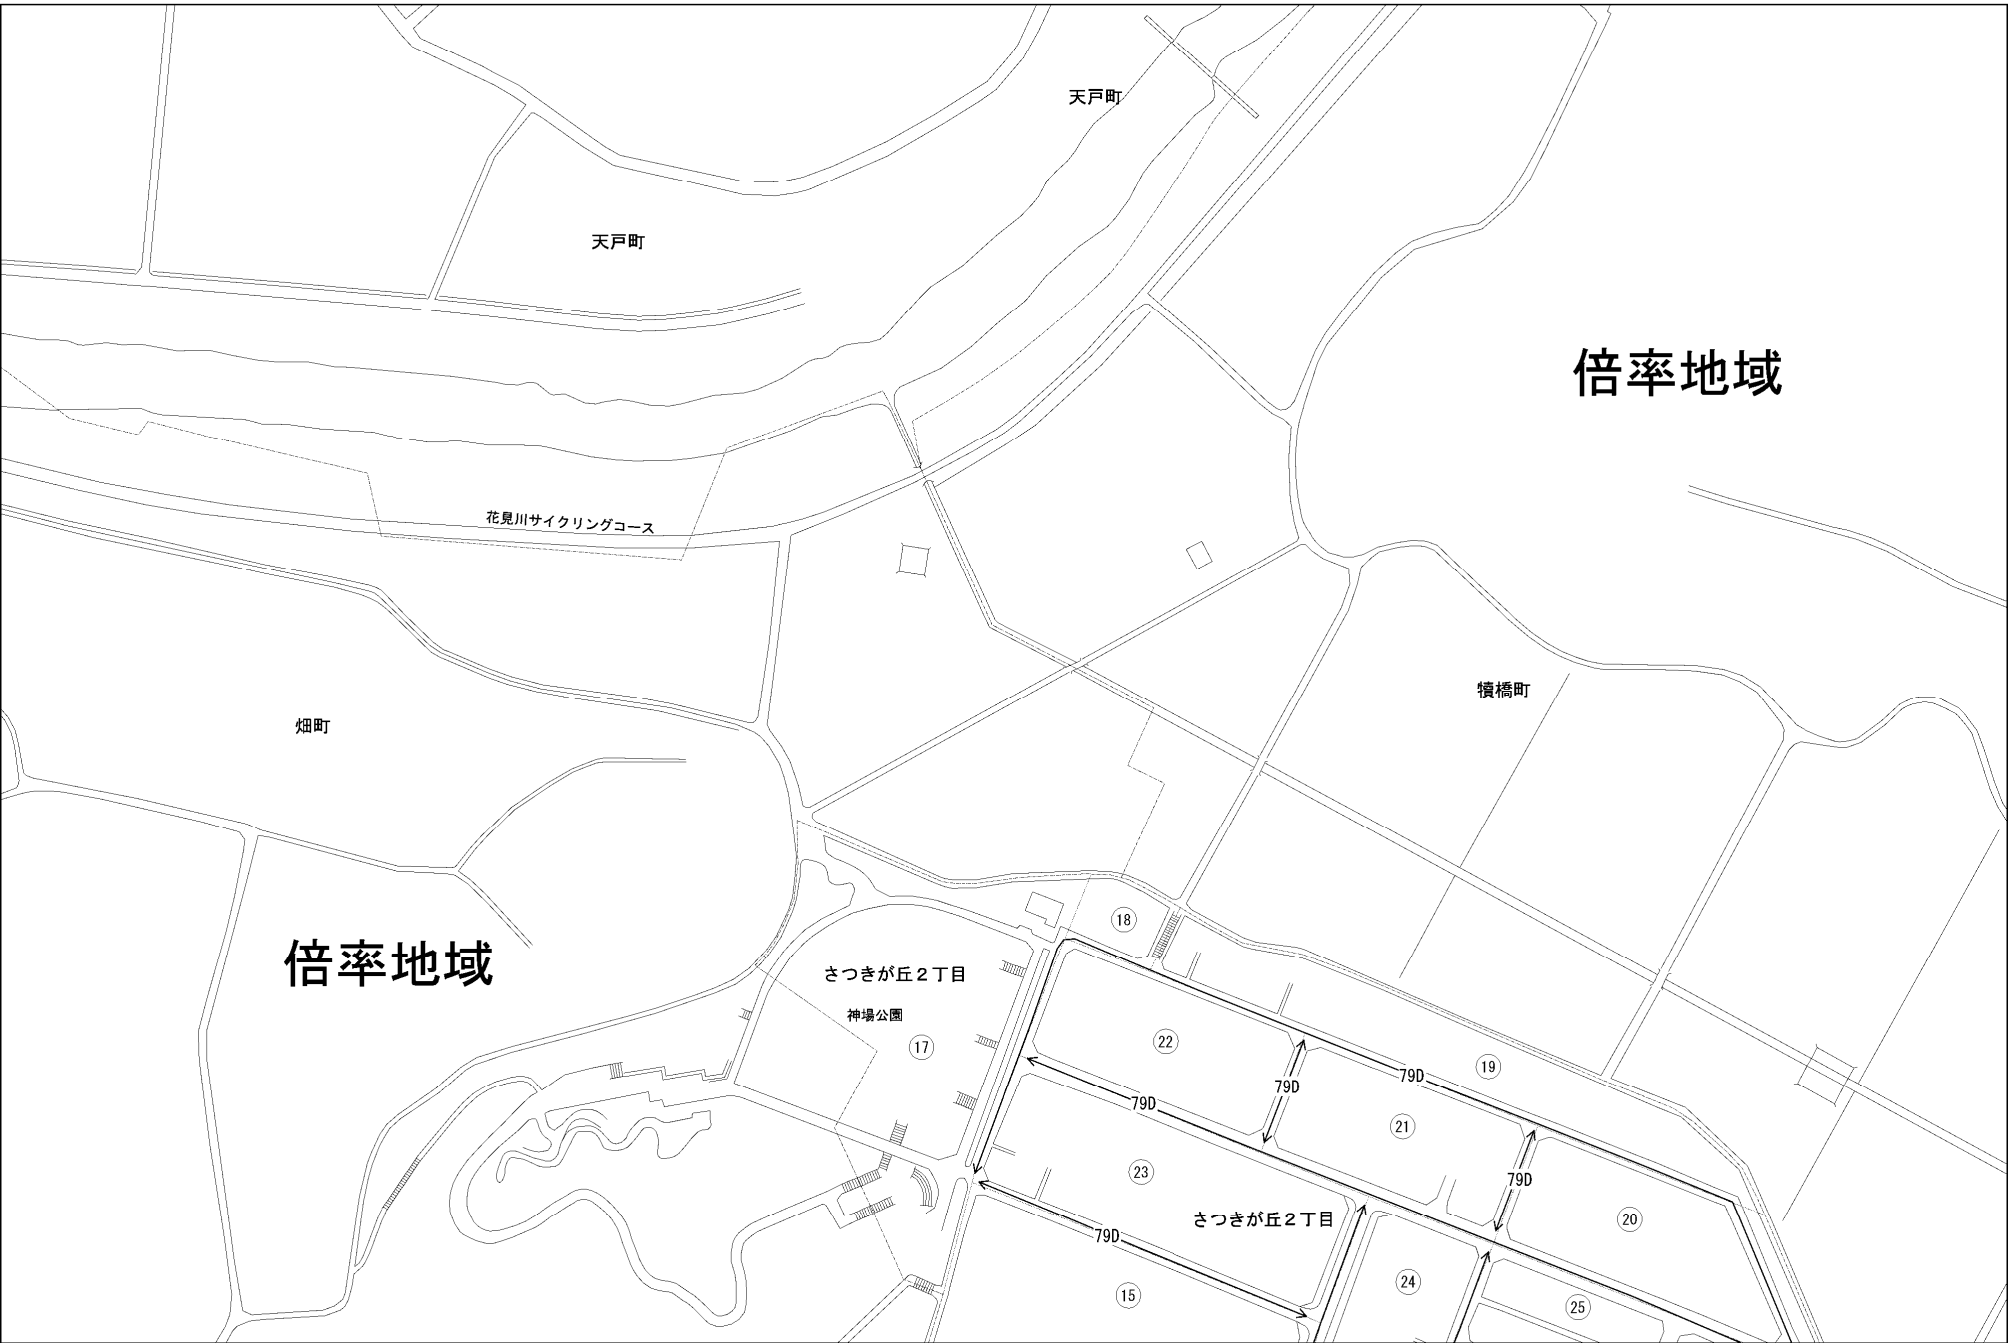 天戸町
天戸町
倍率地域
花見川サイクリングコース
犢橋町
畑町
⑱
倍率地域
さつきが丘２丁目
神場公園
⑰
㉒
⑲
79D
79D
79D
㉑
㉓
79D
さつきが丘２丁目
⑳
79D
㉔
⑮
㉕